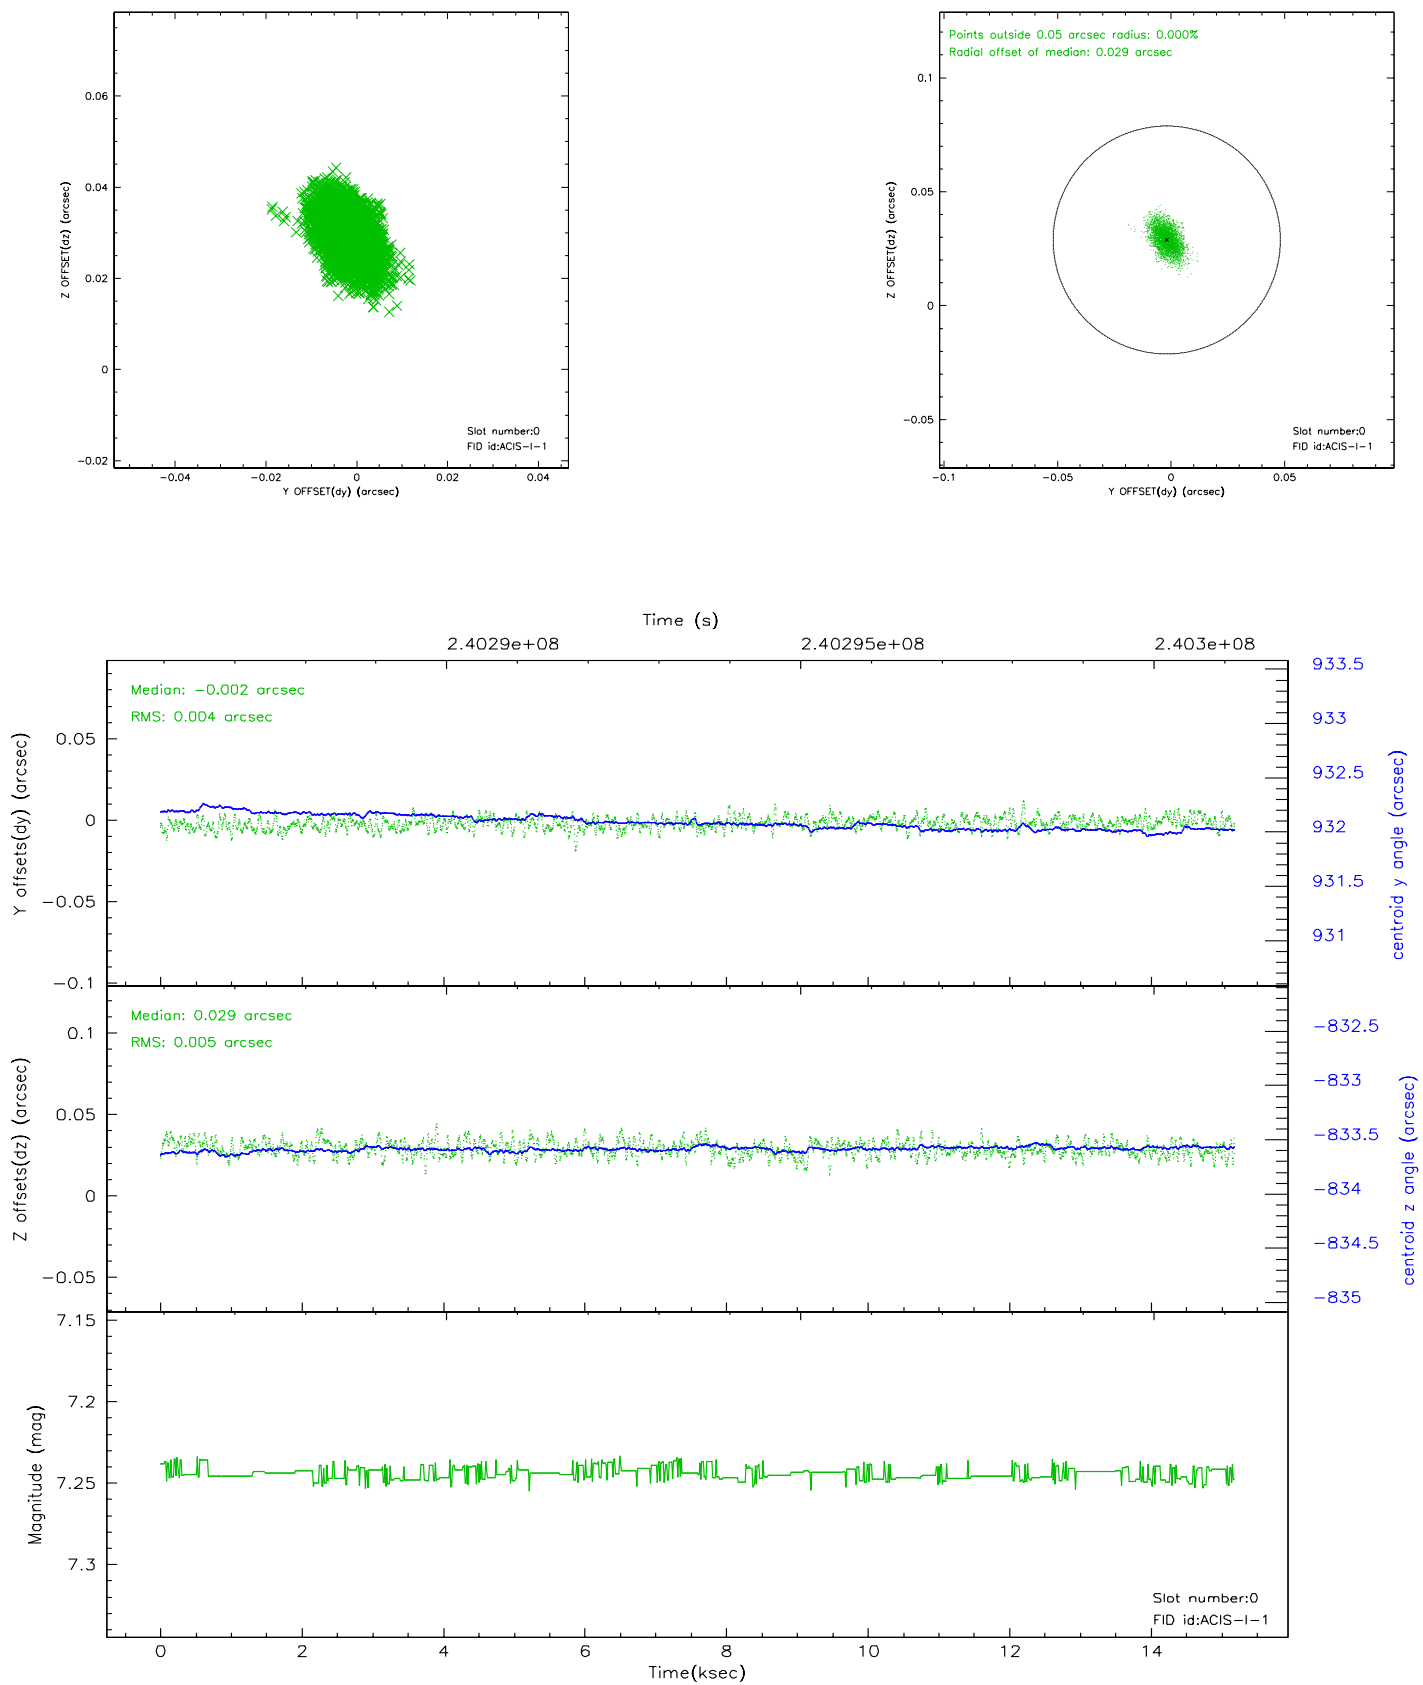 0.06
0.04
0.02
0
-0.02
Z OFFSET(dz) (arcsec)
Slot number:0
FID id:ACIS-I-1
-0.04
-0.02
0
0.02
0.04
Y OFFSET(dy) (arcsec)
Points outside 0.05 arcsec radius: 0.000%
Radial offset of median: 0.029 arcsec
0.1
0.05
0
-0.05
Z OFFSET(dz) (arcsec)
Slot number:0
FID id:ACIS-I-1
-0.1
-0.05
0
0.05
Y OFFSET(dy) (arcsec)
Time (s)
2.4029e+08
2.40295e+08
2.403e+08
Median: -0.002 arcsec
RMS: 0.004 arcsec
0.05
0
-0.05
-0.1
Y offsets(dy) (arcsec)
933.5
933
932.5
932
931.5
931
centroid y angle (arcsec)
Median: 0.029 arcsec
RMS: 0.005 arcsec
0.1
0.05
0
-0.05
Z offsets(dz) (arcsec)
-832.5
-833
-833.5
-834
-834.5
-835
centroid z angle (arcsec)
7.15
7.2
7.25
7.3
Magnitude (mag)
Slot number:0
FID id:ACIS-I-1
0
2
4
6
8
10
12
14
Time(ksec)